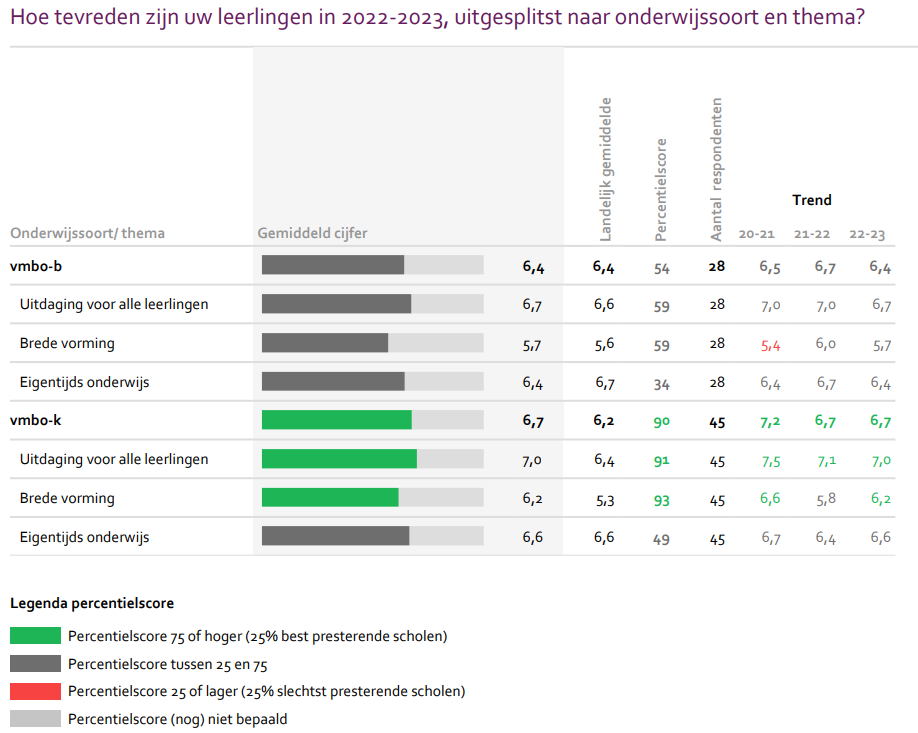 Hoe tevreden zijn uw leerlingen in 2022-2023, uitgesplitst naar onderwijssoort en thema?
Landelijk gemiddelde
Percentielscore
Aantal respondenten
Trend
Onderwijssoort/ thema Gemiddeld cijfer 20-21 21-22 22-23
vmbo-b 6,4 6,4 54 28 6,5 6,7 6,4
Uitdaging voor alle leerlingen 6,7 6,6 59 28 7,0 7,0 6,7
Brede vorming 5,7 5,6 59 28 5,4 6,0 5,7
Eigentijds onderwijs 6,4 6,7 34 28 6,4 6,7 6,4
vmbo-k 6,7 6,2 90 45 7,2 6,7 6,7
Uitdaging voor alle leerlingen 7,0 6,4 91 45 7,5 7,1 7,0
Brede vorming 6,2 5,3 93 45 6,6 5,8 6,2
Eigentijds onderwijs 6,6 6,6 49 45 6,7 6,4 6,6
Legenda percentielscore
Percentielscore 75 of hoger (25% best presterende scholen)
Percentielscore tussen 25 en 75
Percentielscore 25 of lager (25% slechtst presterende scholen)
Percentielscore (nog) niet bepaald